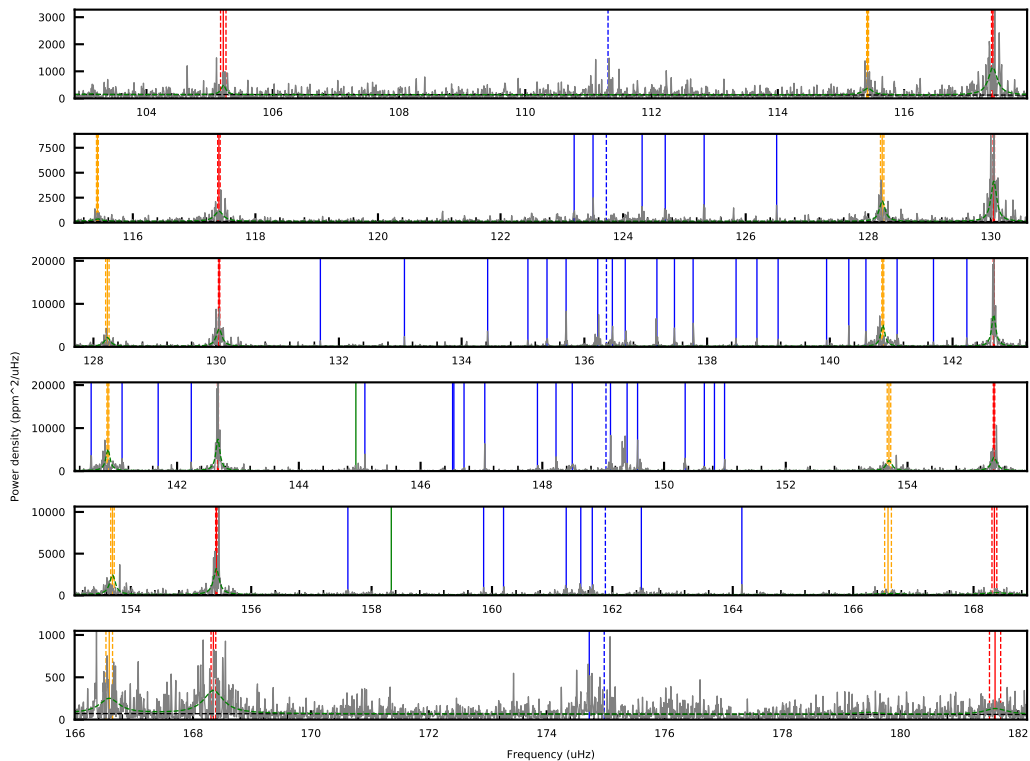 3000
2000
1000
0
104 106 108 110 112 114 116
7500
5000
2500
0
116 118 120 122 124 126 128 130
20000
10000
0
128 130 132 134 136 138 140 142
Power density (ppm^2/uHz)
20000
10000
0
142 144 146 148 150 152 154
10000
5000
0
154 156 158 160 162 164 166 168
1000
500
0
166 168 170 172 174 176 178 180 182
Frequency (uHz)